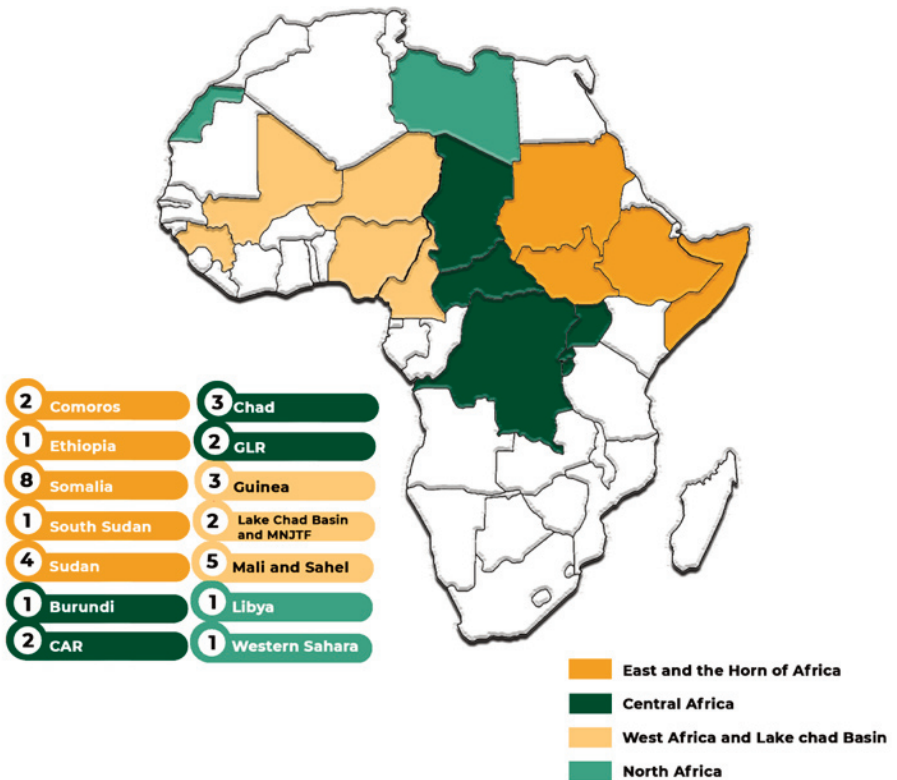 2 Comoros
1 Ethiopia
8 Somalia
1 South Sudan
4 Sudan
1 Burundi
2 CAR
3 Chad
2 GLR
3 Guinea
2 Lake Chad Basin
and MNJTF
5 Mali and Sahel
1 Libya
1 Western Sahara
East and the Horn of Africa
Central Africa
West Africa and Lake chad Basin
North Africa